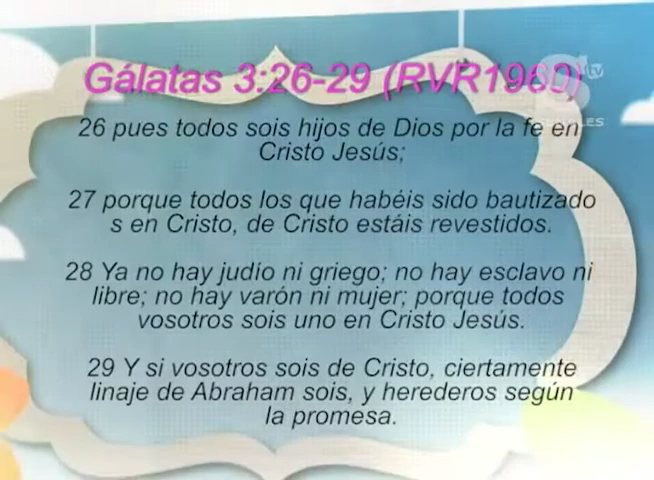 Gálatas 3:26-29 (RVR1960)
26 pues todos sois hijos de Dios por la fe en
Cristo Jesús;
27 porque todos los que habéis sido bautizado
s en Cristo, de Cristo estáis revestidos.
28 Ya no hay judío ni griego; no hay esclavo ni
libre; no hay varón ni mujer; porque todos
vosotros sois uno en Cristo Jesús.
29 Y si vosotros sois de Cristo, ciertamente
linaje de Abraham sois, y herederos según
la promesa.
tv